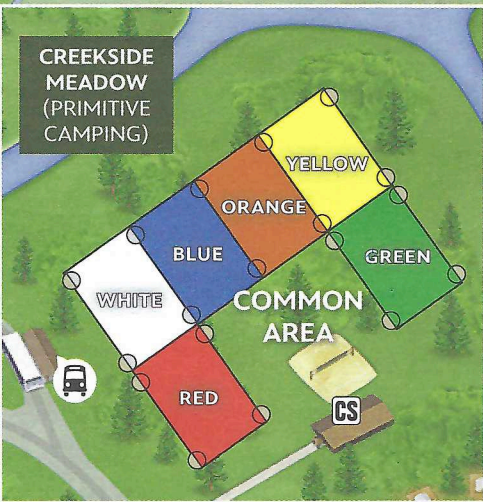 CREEKSIDE
MEADOW
(PRIMITIVE
CAMPING)
YELLOW
ORANGE
BLUE
GREEN
WHITE
COMMON
AREA
RED
CS